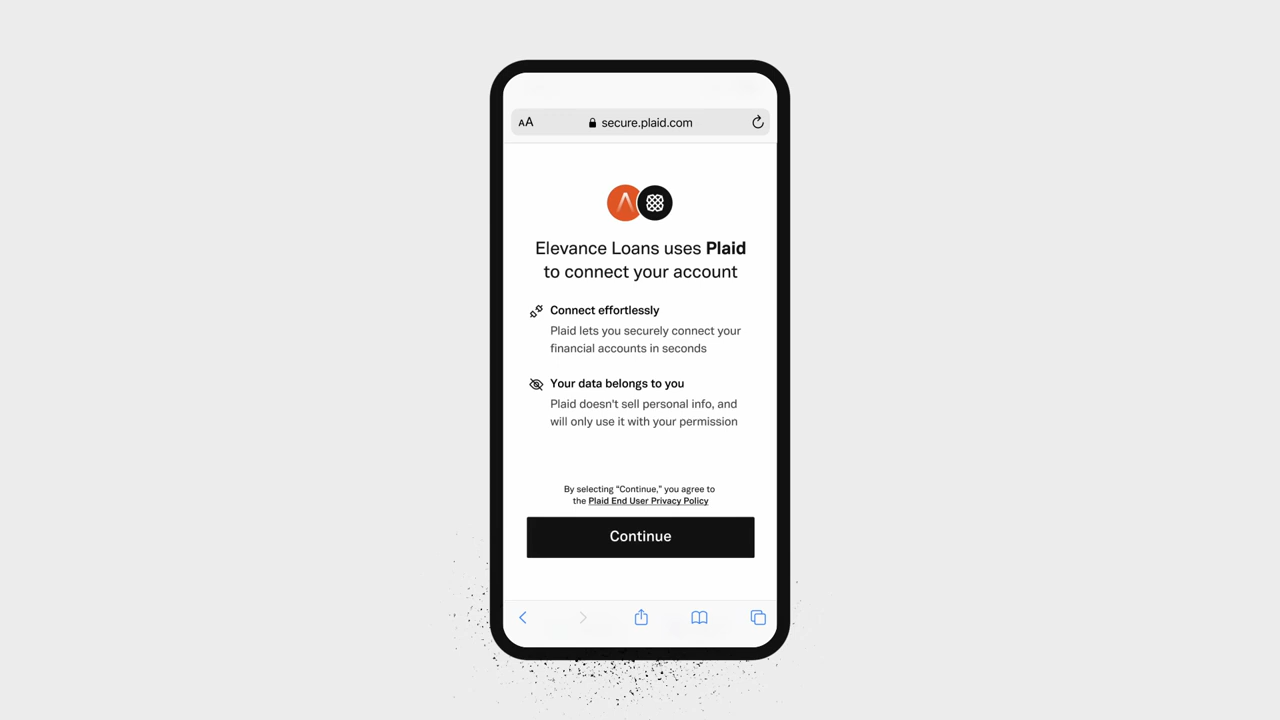 AA
secure.plaid.com
Elevance Loans uses Plaid
to connect your account
Connect effortlessly
Plaid lets you securely connect your
financial accounts in seconds
Your data belongs to you
Plaid doesn't sell personal info, and
will only use it with your permission
By selecting “Continue,” you agree to
the Plaid End User Privacy Policy
Continue